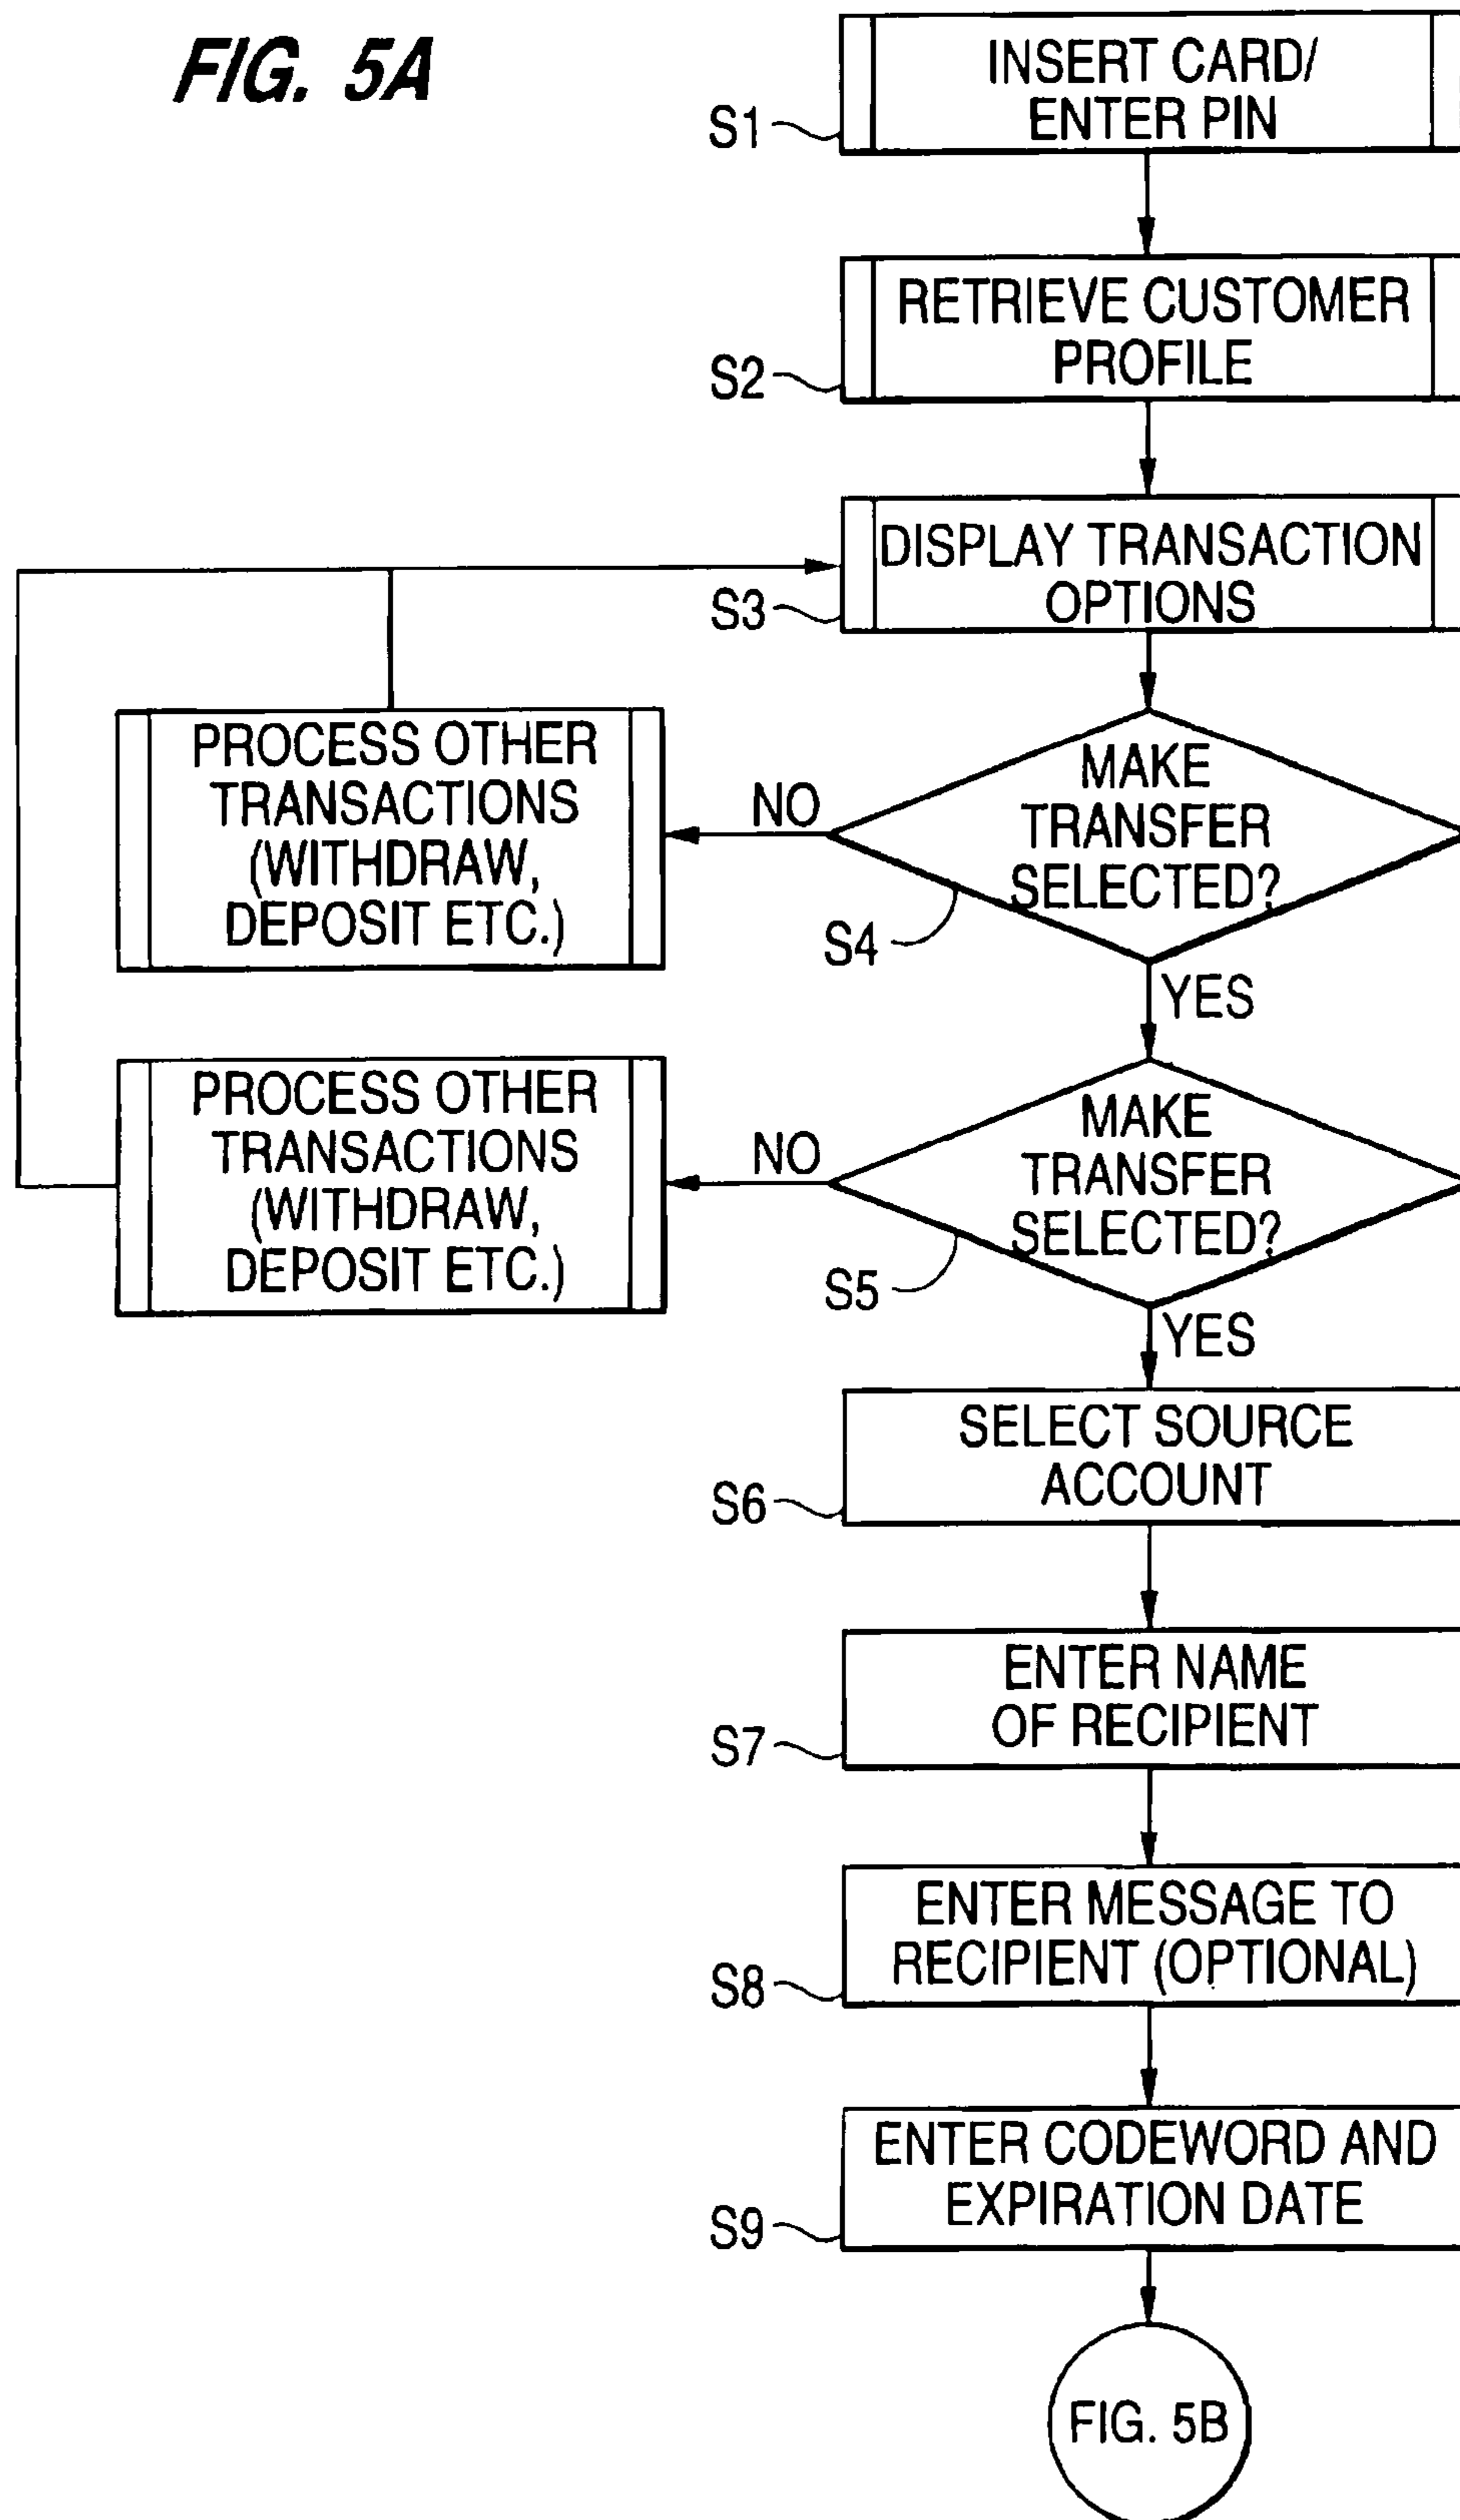 FIG. 5A
INSERT CARD/
ENTER PIN
S1
RETRIEVE CUSTOMER
PROFILE
S2
DISPLAY TRANSACTION
OPTIONS
S3
MAKE
TRANSFER
SELECTED?
S4
NO
PROCESS OTHER
TRANSACTIONS
(WITHDRAW,
DEPOSIT ETC.)
YES
MAKE
TRANSFER
SELECTED?
S5
NO
PROCESS OTHER
TRANSACTIONS
(WITHDRAW,
DEPOSIT ETC.)
YES
SELECT SOURCE
ACCOUNT
S6
ENTER NAME
OF RECIPIENT
S7
ENTER MESSAGE TO
RECIPIENT (OPTIONAL)
S8
ENTER CODEWORD AND
EXPIRATION DATE
S9
FIG. 5B